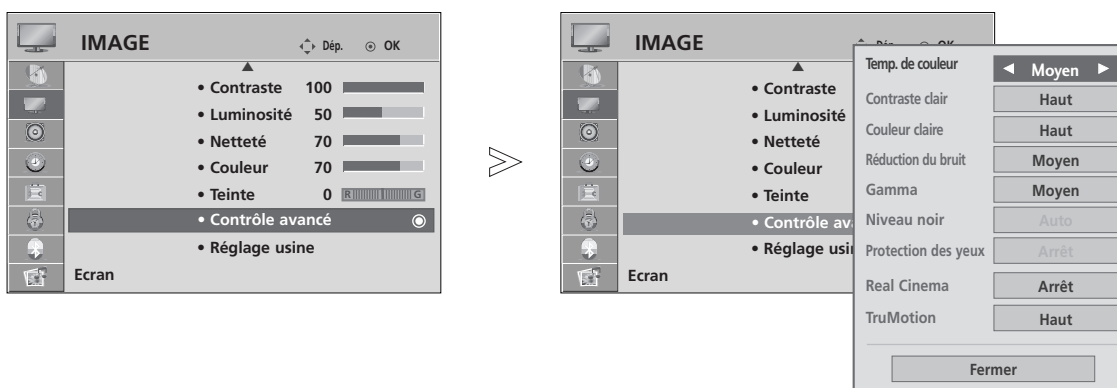 IMAGE
Dép.
OK
• Contraste 100
• Luminosité 50
• Netteté 70
• Couleur 70
• Teinte 0 R G
• Contrôle avancé
• Réglage usine
Ecran
IMAGE
• Contraste
• Luminosité
• Netteté
• Couleur
• Teinte
• Contrôle av
• Réglage usi
Ecran
Temp. de couleur Moyen
Contraste clair Haut
Couleur claire Haut
Réduction du bruit Moyen
Gamma Moyen
Niveau noir Auto
Protection des yeux Arrêt
Real Cinema Arrêt
TruMotion Haut
Fermer